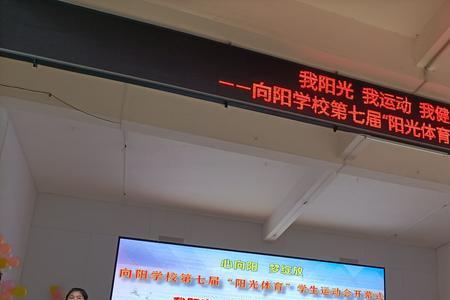 我阳光 我运动 我健
——向阳学校第七届“阳光体育
心向阳 梦绽放
向阳学校第七届“阳光体育”学生运动会开幕式